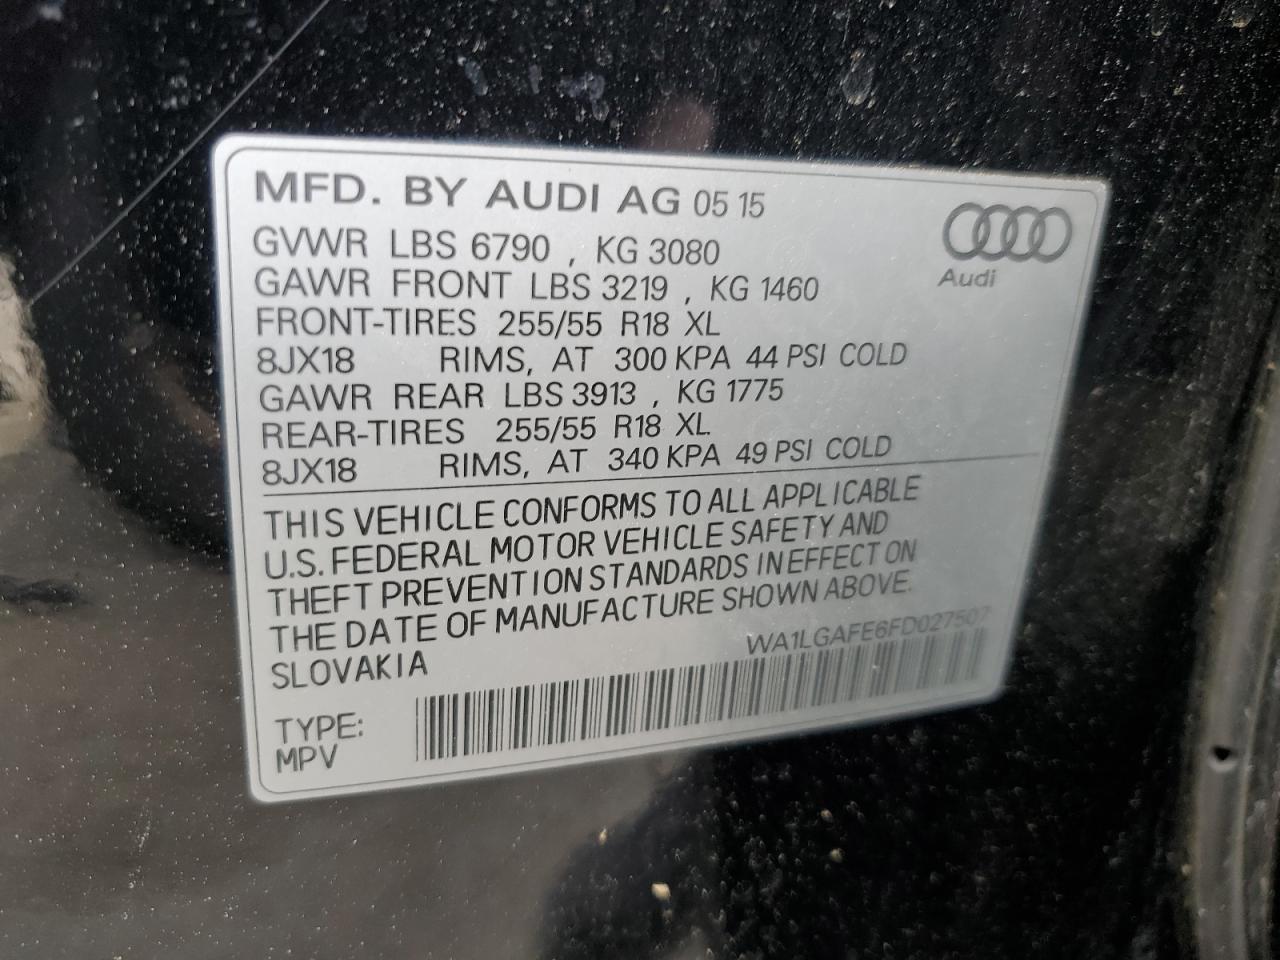 MFD. BY AUDI AG 05 15
Audi
GVWR LBS 6790 , KG 3080
GAWR FRONT LBS 3219 , KG 1460
FRONT-TIRES 255/55 R18 XL
8JX18 RIMS, AT 300 KPA 44 PSI COLD
GAWR REAR LBS 3913 , KG 1775
REAR-TIRES 255/55 R18 XL
8JX18 RIMS, AT 340 KPA 49 PSI COLD
THIS VEHICLE CONFORMS TO ALL APPLICABLE
U.S. FEDERAL MOTOR VEHICLE SAFETY AND
THEFT PREVENTION STANDARDS IN EFFECT ON
THE DATE OF MANUFACTURE SHOWN ABOVE.
SLOVAKIA
WA1LGAFE6FD027507
TYPE:
MPV